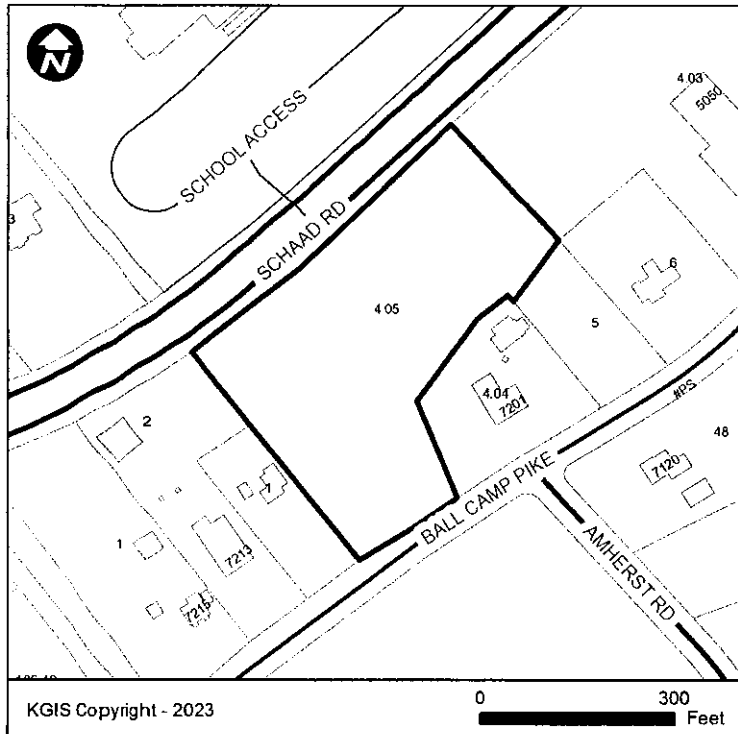 N
SCHOOL ACCESS
4.03
5050
SCHAAD RD
3
6
4.05
5
4.04
7201
#PS
2
48
7120
BALL CAMP PIKE
7
1
7213
7215
AMHERST RD
KGIS Copyright - 2023
0 300
Feet